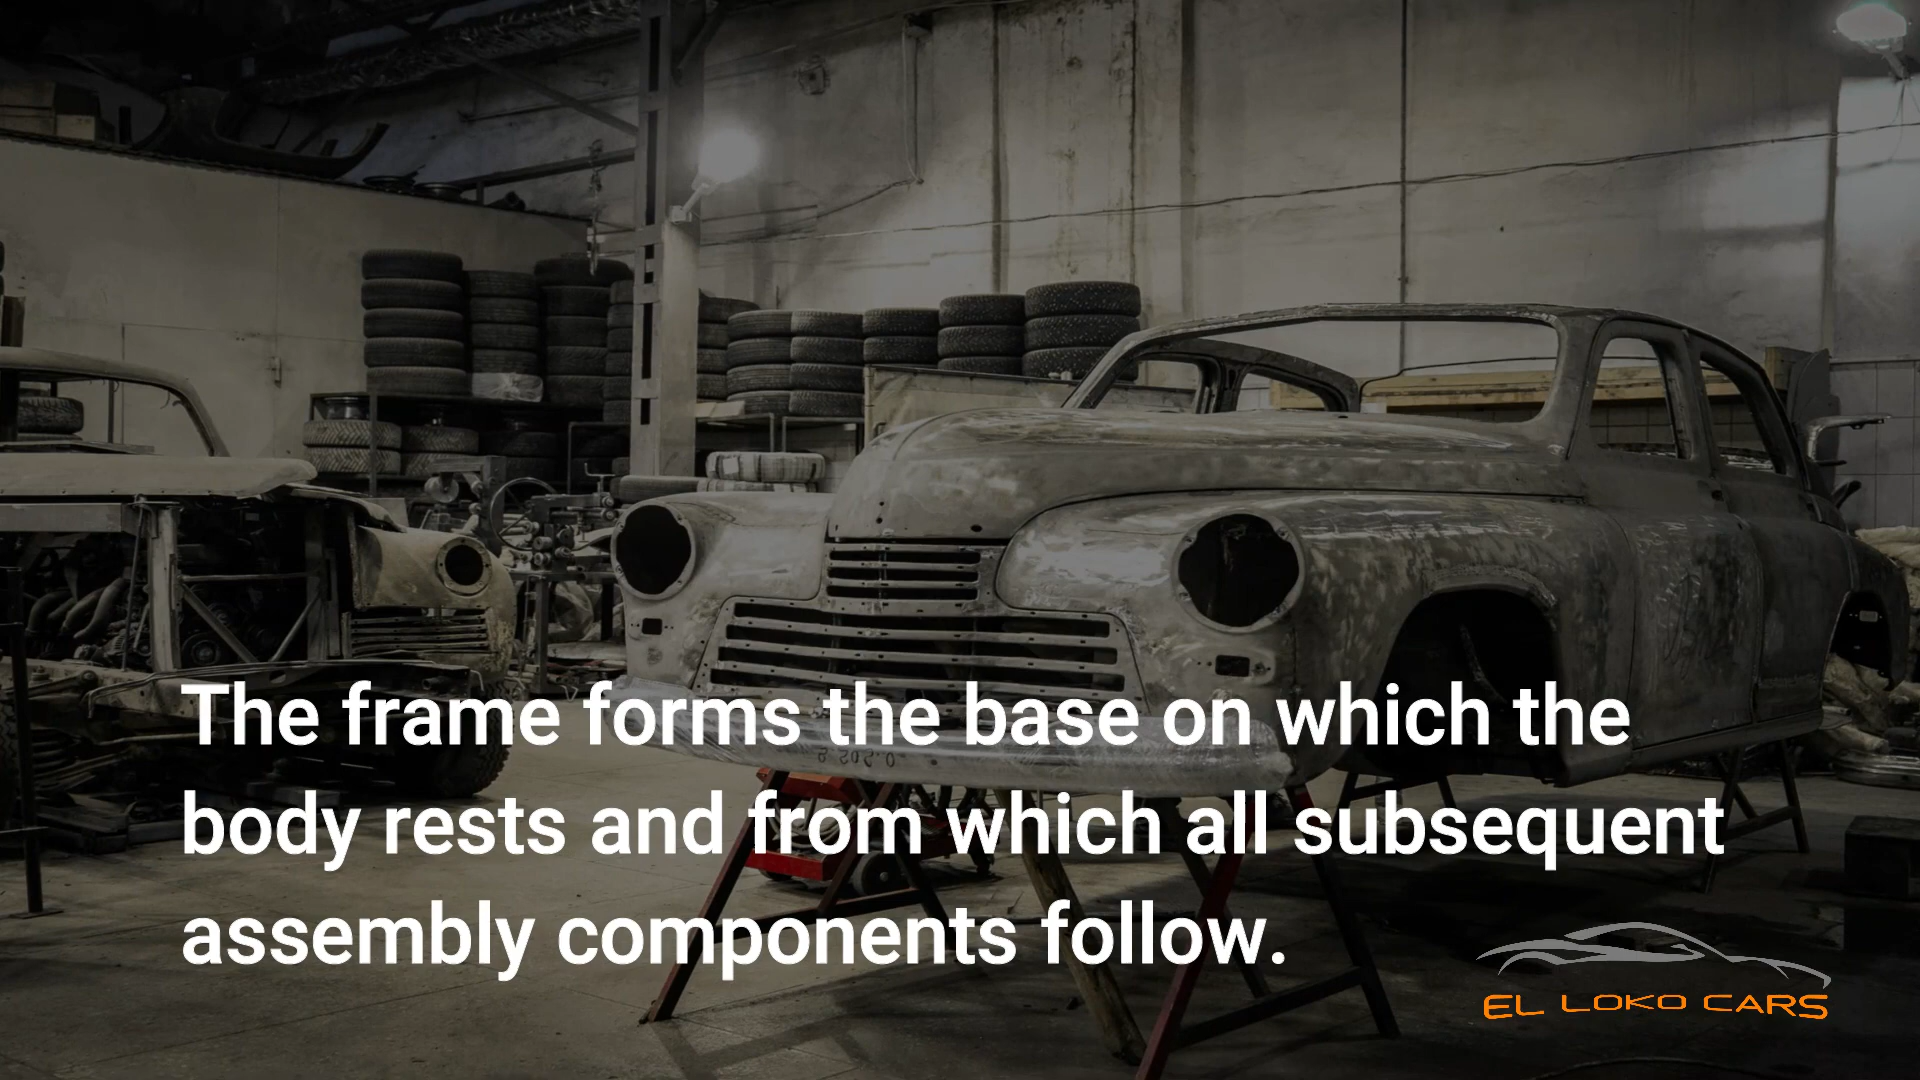 The frame forms the base on which the
body rests and from which all subsequent
assembly components follow.
EL LOKO CARS